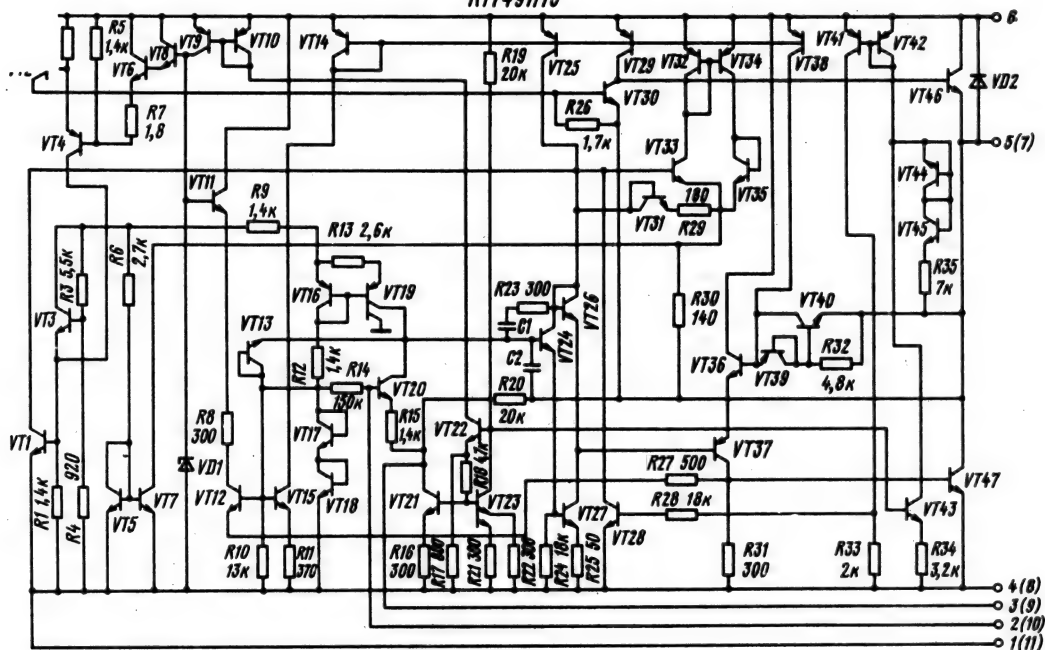 R5
1,4к
VT6
VT8
VT9
VT10
VT14
R19
20к
VT25
VT29
VT32
VT34
VT38
VT41
VT42
6
VD2
VT46
5(7)
R7
1,8
VT4
VT30
R26
1,7к
VT33
VT35
VT31
180
R29
VT44
VT45
R35
7к
VT11
R9
1,4к
R13 2,6к
R3 5,5к
R6
2,7к
VT3
VT16
VT19
R23 300
C1
VT26
VT24
C2
R30
140
VT40
VT36
VT39
R32
4,8к
VT13
R12
1,4к
R14
150к
VT20
R15
1,4к
R20
20к
VT1
R8
300
VD1
VT17
VT18
VT22
R18 4,7к
VT37
R27 500
R28 18к
VT47
VT43
R1 1,4к
R4
920
VT5
VT7
VT12
VT15
VT21
VT23
VT27
VT28
R10
13к
R11
370
R16
300
R17
R21 300
R22 300
R24 18к
R25 50
R31
300
R33
2к
R34
3,2к
4(8)
3(9)
2(10)
1(11)